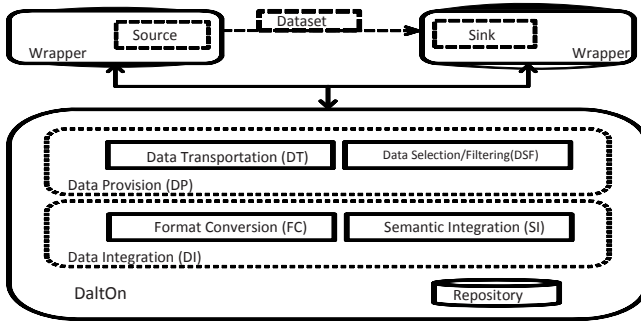 Dataset
Source
Sink
Wrapper
Wrapper
Data Transportation (DT)
Data Selection/Filtering(DSF)
Data Provision (DP)
Format Conversion (FC)
Semantic Integration (SI)
Data Integration (DI)
DaltOn
Repository